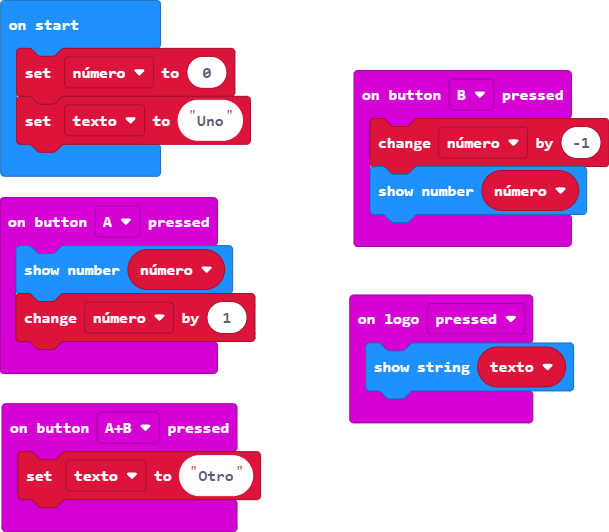 on start
set número to 0
set texto to "Uno"
on button A pressed
show number número
change número by 1
on button A+B pressed
set texto to "Otro"
on button B pressed
change número by -1
show number número
on logo pressed
show string texto